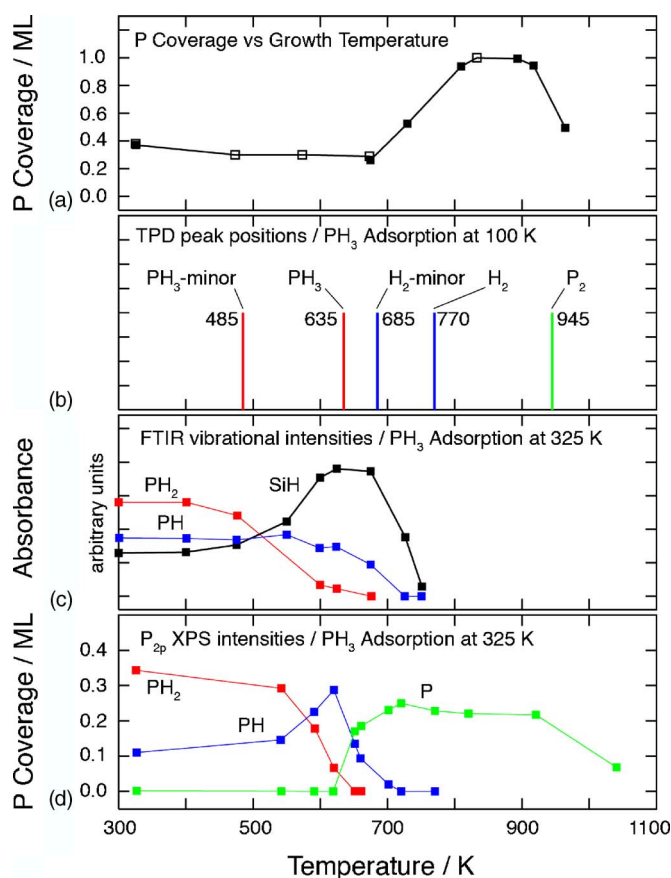 P Coverage vs Growth Temperature
P Coverage / ML
1.0
0.8
0.6
0.4
0.2
0.0
(a)
TPD peak positions / PH₃ Adsorption at 100 K
PH₃-minor
PH₃
H₂-minor
H₂
P₂
485
635
685
770
945
(b)
FTIR vibrational intensities / PH₃ Adsorption at 325 K
Absorbance
arbitrary units
PH₂
SiH
PH
(c)
P₂ₚ XPS intensities / PH₃ Adsorption at 325 K
P Coverage / ML
0.4
0.3
0.2
0.1
0.0
PH₂
PH
P
(d)
300
500
700
900
1100
Temperature / K